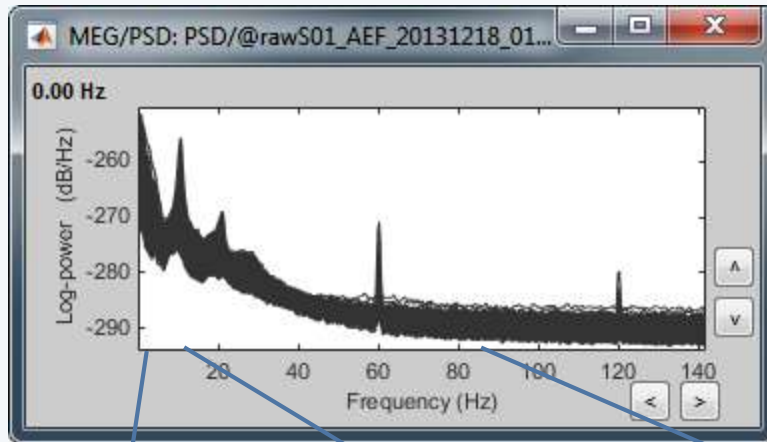 MEG/PSD: PSD/@rawS01_AEF_20131218_01...
0.00 Hz
Log-power (dB/Hz)
-260
-270
-280
-290
20 40 60 80 100 120 140
Frequency (Hz)